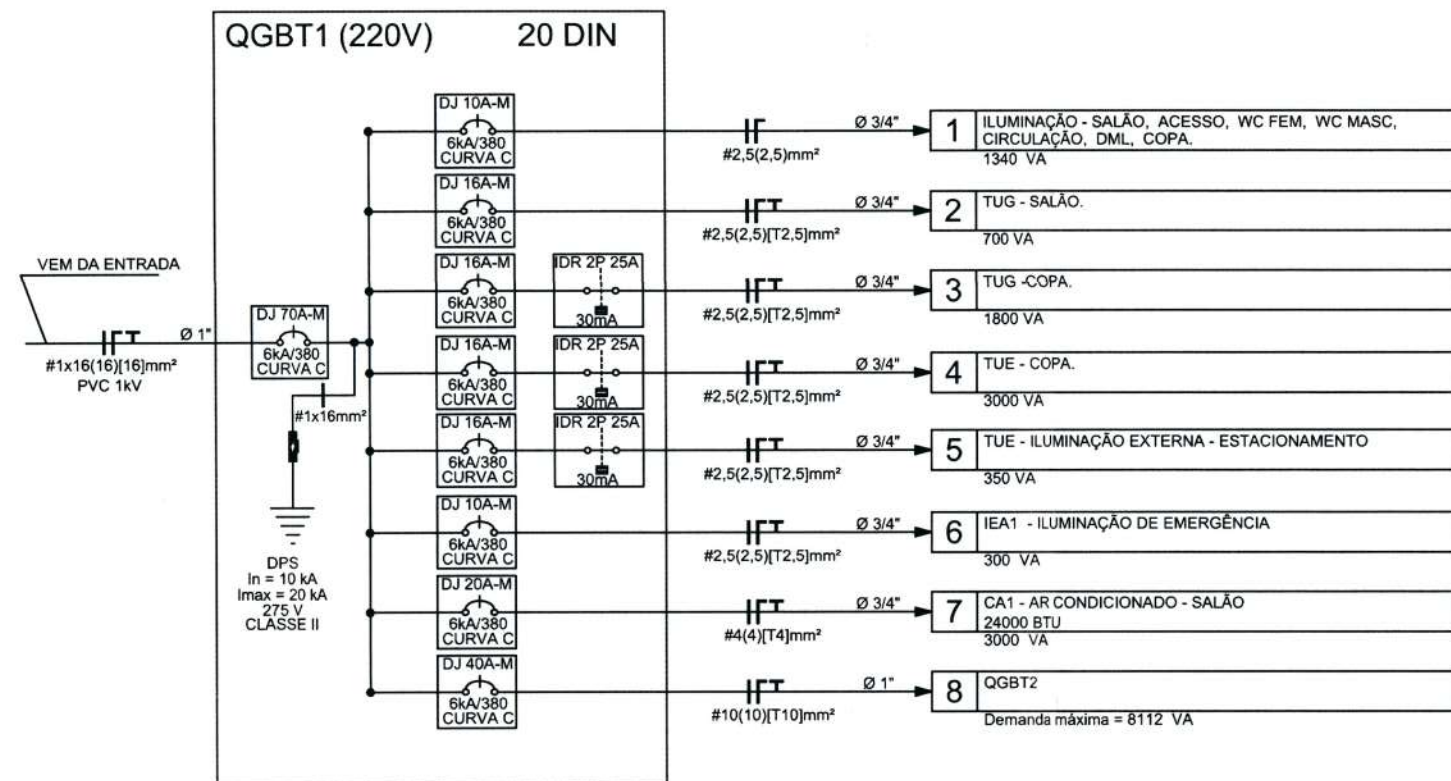 QGBT1 (220V) 20 DIN
VEM DA ENTRADA
#1x16(16)[16]mm²
PVC 1kV
Ø 1"
DJ 70A-M
6kA/380
CURVA C
#1x16mm²
DPS
In = 10 kA
Imax = 20 kA
275 V
CLASSE II
DJ 10A-M
6kA/380
CURVA C
#2,5(2,5)mm²
Ø 3/4"
1
ILUMINAÇÃO - SALÃO, ACESSO, WC FEM, WC MASC,
CIRCULAÇÃO, DML, COPA.
1340 VA
DJ 16A-M
6kA/380
CURVA C
#2,5(2,5)[T2,5]mm²
Ø 3/4"
2
TUG - SALÃO.
700 VA
DJ 16A-M
6kA/380
CURVA C
IDR 2P 25A
30mA
#2,5(2,5)[T2,5]mm²
Ø 3/4"
3
TUG -COPA.
1800 VA
DJ 16A-M
6kA/380
CURVA C
IDR 2P 25A
30mA
#2,5(2,5)[T2,5]mm²
Ø 3/4"
4
TUE - COPA.
3000 VA
DJ 16A-M
6kA/380
CURVA C
IDR 2P 25A
30mA
#2,5(2,5)[T2,5]mm²
Ø 3/4"
5
TUE - ILUMINAÇÃO EXTERNA - ESTACIONAMENTO
350 VA
DJ 10A-M
6kA/380
CURVA C
#2,5(2,5)[T2,5]mm²
Ø 3/4"
6
IEA1 - ILUMINAÇÃO DE EMERGÊNCIA
300 VA
DJ 20A-M
6kA/380
CURVA C
#4(4)[T4]mm²
Ø 3/4"
7
CA1 - AR CONDICIONADO - SALÃO
24000 BTU
3000 VA
DJ 40A-M
6kA/380
CURVA C
#10(10)[T10]mm²
Ø 1"
8
QGBT2
Demanda máxima = 8112 VA